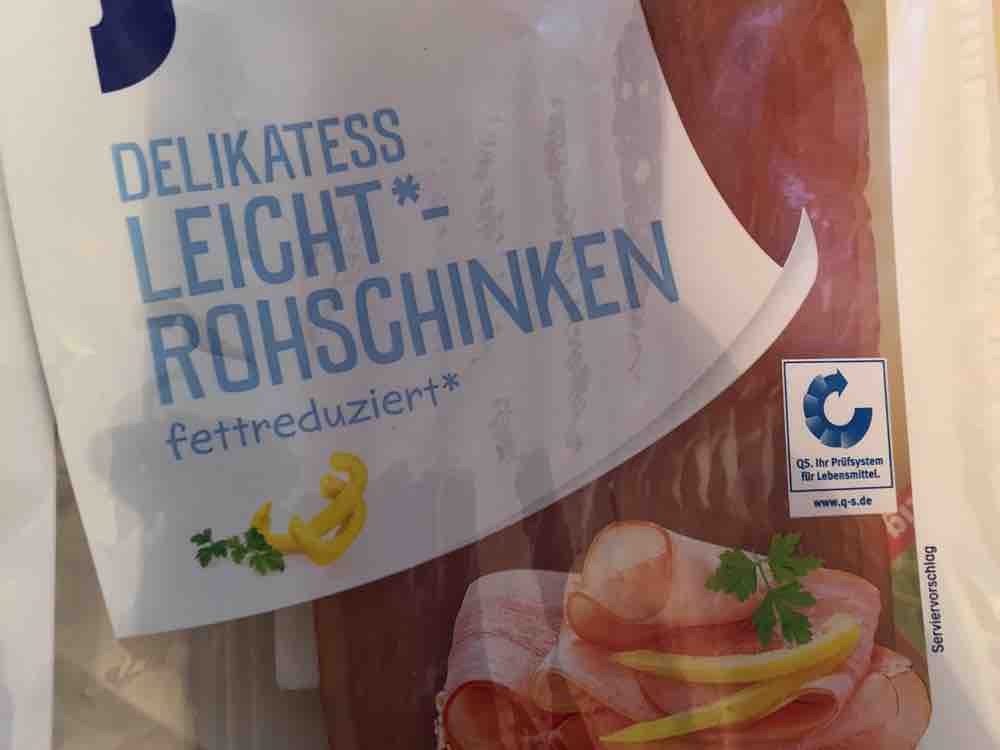 DELIKATESS
LEICHT*-
ROHSCHINKEN
fettreduziert*
QS. Ihr Prüfsystem
für Lebensmittel.
www.q-s.de
Serviervorschlag